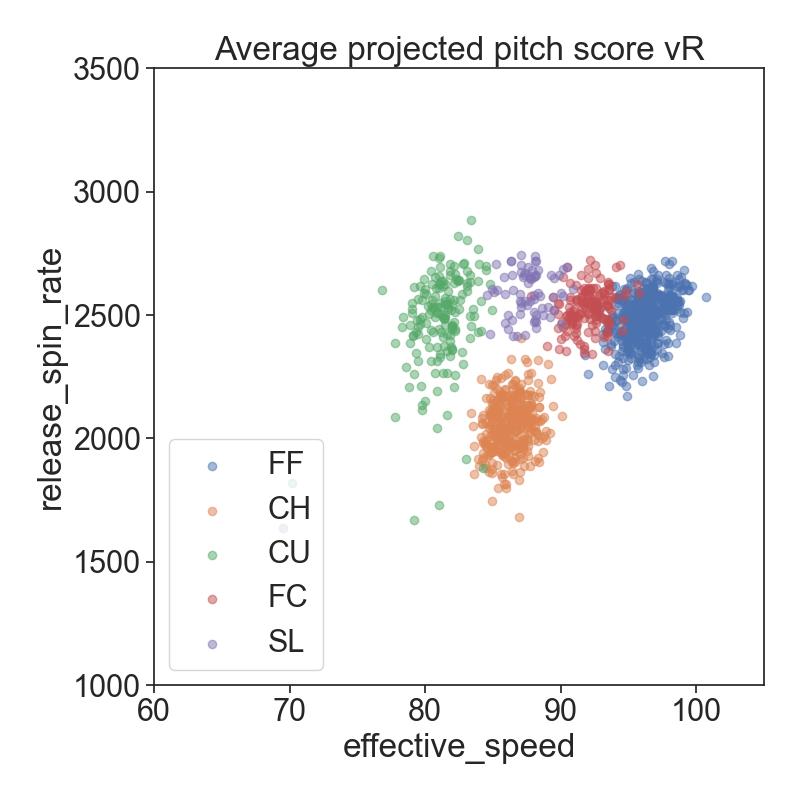 Average projected pitch score vR
3500
3000
2500
2000
1500
1000
release_spin_rate
FF
CH
CU
FC
SL
60 70 80 90 100
effective_speed